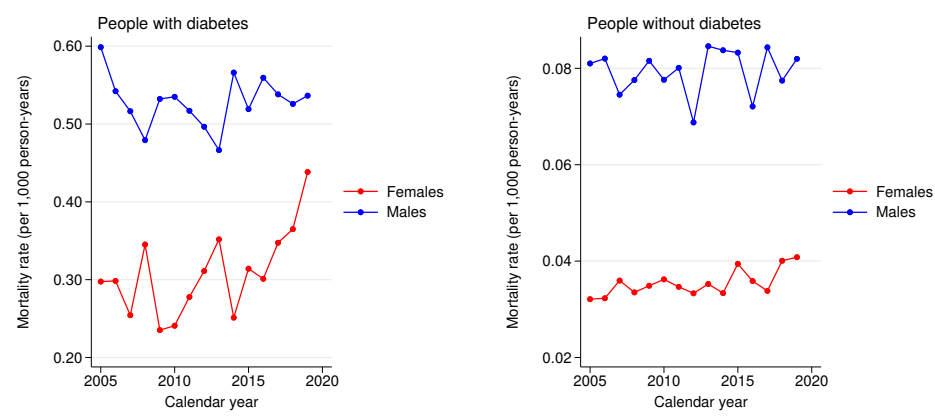 People with diabetes
Mortality rate (per 1,000 person-years)
0.60
0.50
0.40
0.30
0.20
2005 2010 2015 2020
Calendar year
Females
Males
People without diabetes
Mortality rate (per 1,000 person-years)
0.08
0.06
0.04
0.02
2005 2010 2015 2020
Calendar year
Females
Males